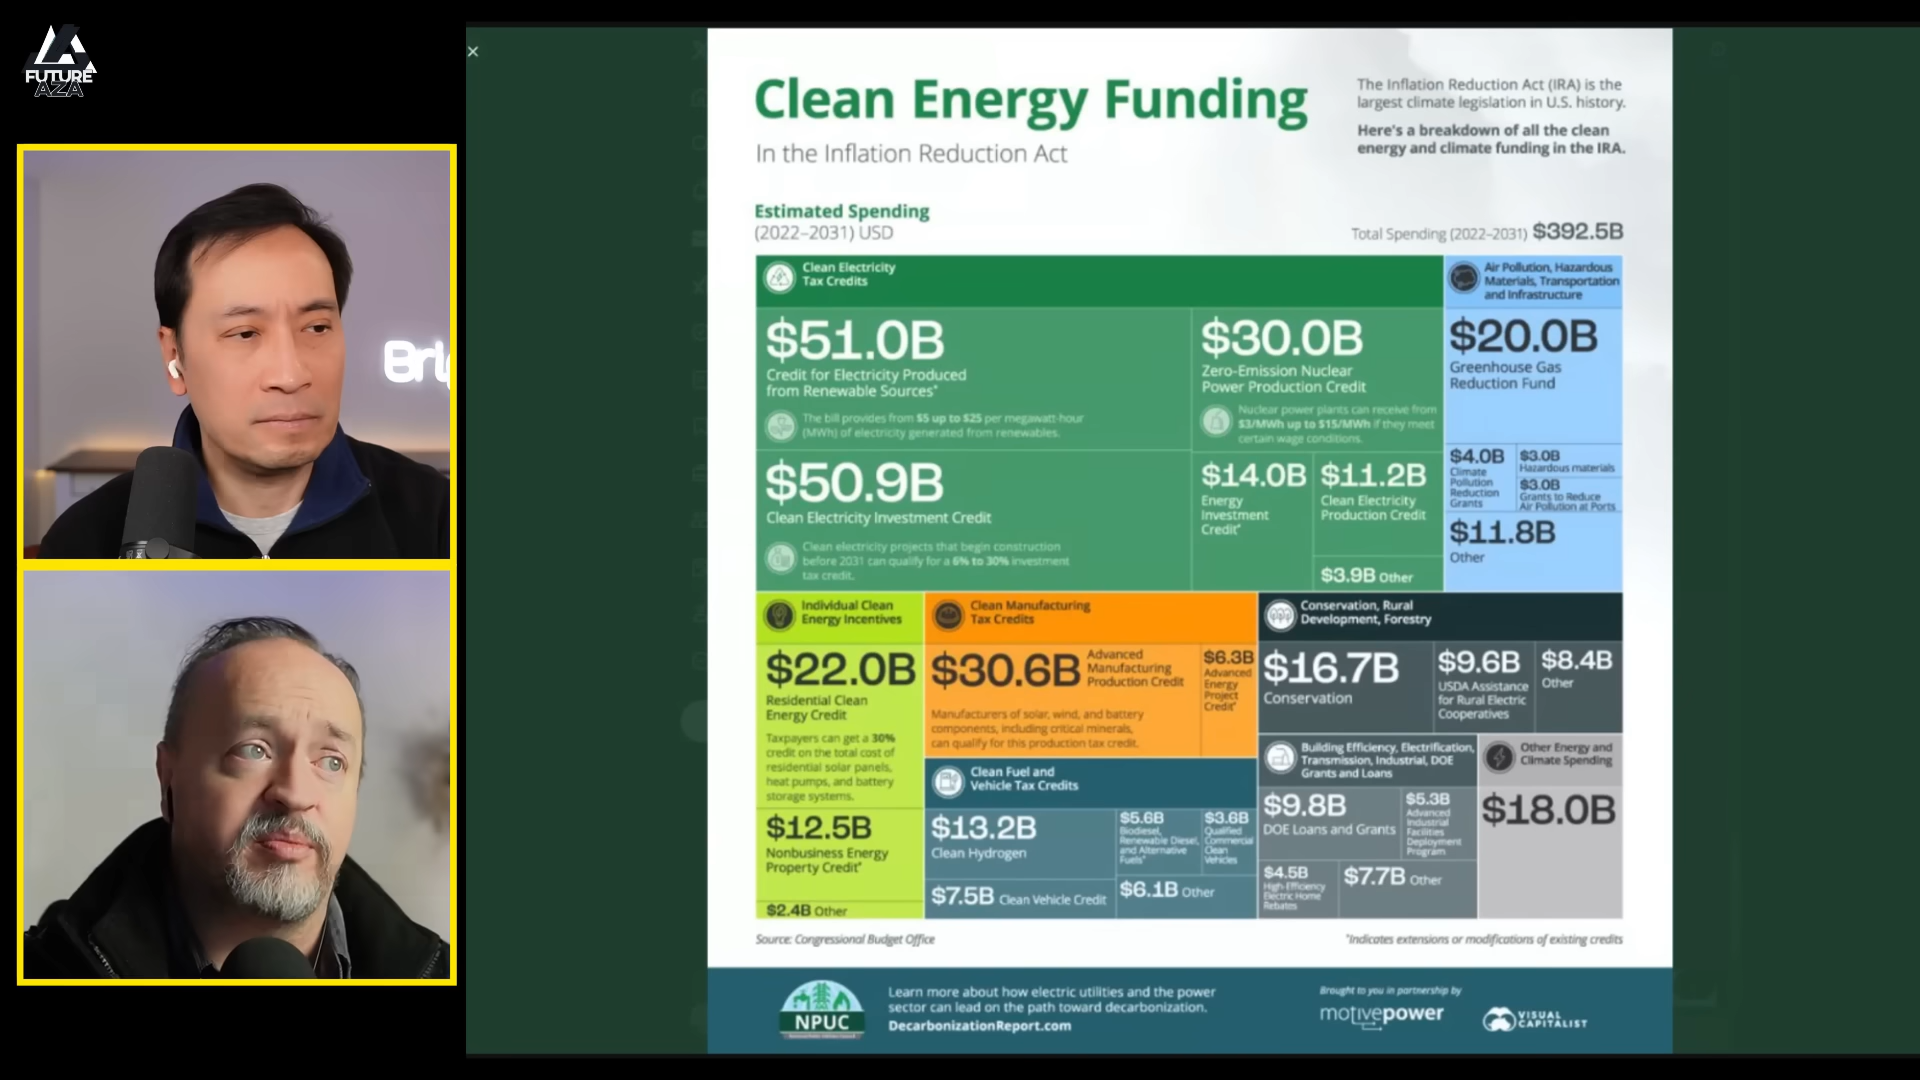 FUTURE
AZA
Bri
×
Clean Energy Funding
In the Inflation Reduction Act
The Inflation Reduction Act (IRA) is the
largest climate legislation in U.S. history.
Here's a breakdown of all the clean
energy and climate funding in the IRA.
Estimated Spending
(2022–2031) USD
Total Spending (2022–2031) $392.5B
Clean Electricity
Tax Credits
$51.0B
Credit for Electricity Produced
from Renewable Sources*
The bill provides from $5 up to $25 per megawatt-hour
(MWh) of electricity generated from renewables.
$30.0B
Zero-Emission Nuclear
Power Production Credit
Nuclear power plants can receive from
$3/MWh up to $15/MWh if they meet
certain wage conditions.
$50.9B
Clean Electricity Investment Credit
Clean electricity projects that begin construction
before 2031 can qualify for a 6% to 30% investment
tax credit.
$14.0B
Energy
Investment
Credit*
$11.2B
Clean Electricity
Production Credit
$3.9B Other
Air Pollution, Hazardous
Materials, Transportation
and Infrastructure
$20.0B
Greenhouse Gas
Reduction Fund
$4.0B
Climate
Pollution
Reduction
Grants
$3.0B
Hazardous materials
$3.0B
Grants to Reduce
Air Pollution at Ports
$11.8B
Other
Individual Clean
Energy Incentives
$22.0B
Residential Clean
Energy Credit
Taxpayers can get a 30%
credit on the total cost of
residential solar panels,
heat pumps, and battery
storage systems.
$12.5B
Nonbusiness Energy
Property Credit*
$2.4B Other
Clean Manufacturing
Tax Credits
$30.6B
Advanced
Manufacturing
Production Credit
Manufacturers of solar, wind, and battery
components, including critical minerals,
can qualify for this production tax credit.
$6.3B
Advanced
Energy
Project
Credit*
Clean Fuel and
Vehicle Tax Credits
$13.2B
Clean Hydrogen
$5.6B
Biodiesel,
Renewable Diesel,
and Alternative
Fuels*
$3.6B
Qualified
Commercial
Clean
Vehicles
$7.5B Clean Vehicle Credit
$6.1B Other
Conservation, Rural
Development, Forestry
$16.7B
Conservation
$9.6B
USDA Assistance
for Rural Electric
Cooperatives
$8.4B
Other
Building Efficiency, Electrification,
Transmission, Industrial, DOE
Grants and Loans
$9.8B
DOE Loans and Grants
$5.3B
Advanced
Industrial
Facilities
Deployment
Program
$4.5B
High-Efficiency
Electric Home
Rebates
$7.7B Other
Other Energy and
Climate Spending
$18.0B
Source: Congressional Budget Office
*Indicates extensions or modifications of existing credits
NPUC
Learn more about how electric utilities and the power
sector can lead on the path toward decarbonization.
DecarbonizationReport.com
Brought to you in partnership by
motivepower
VISUAL
CAPITALIST